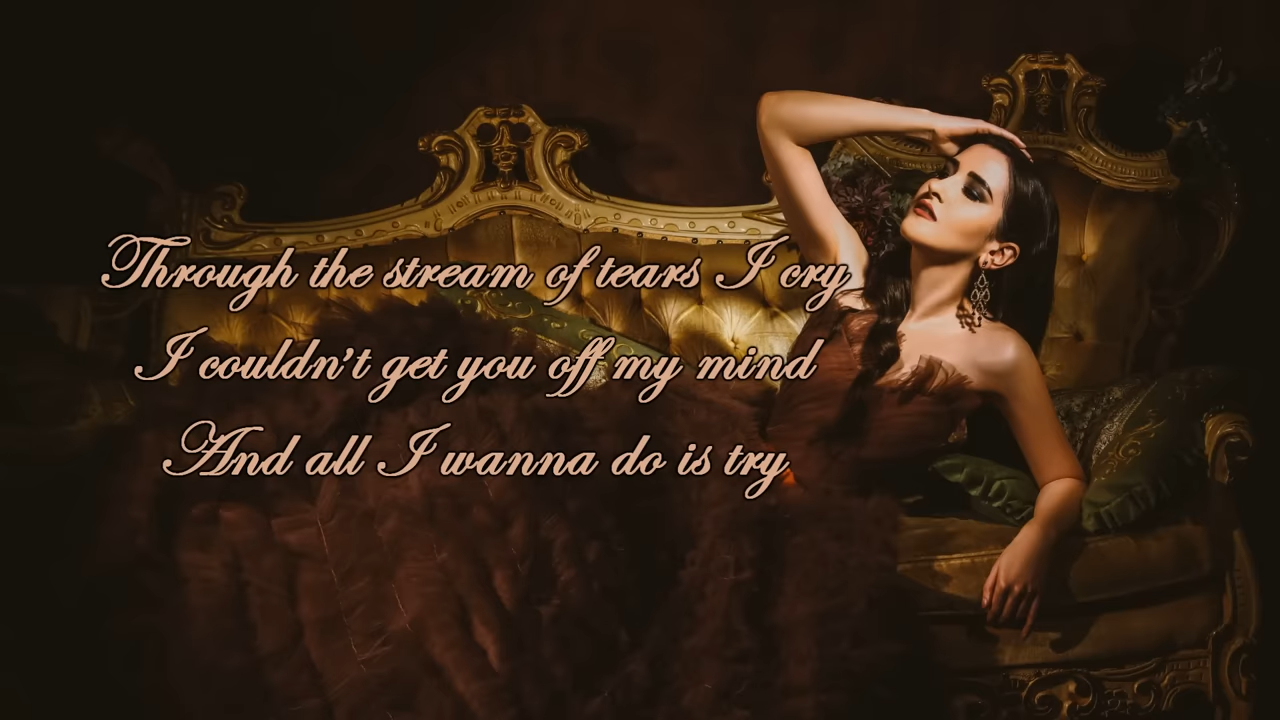 Through the stream of tears I cry
I couldn't get you off my mind
And all I wanna do is try